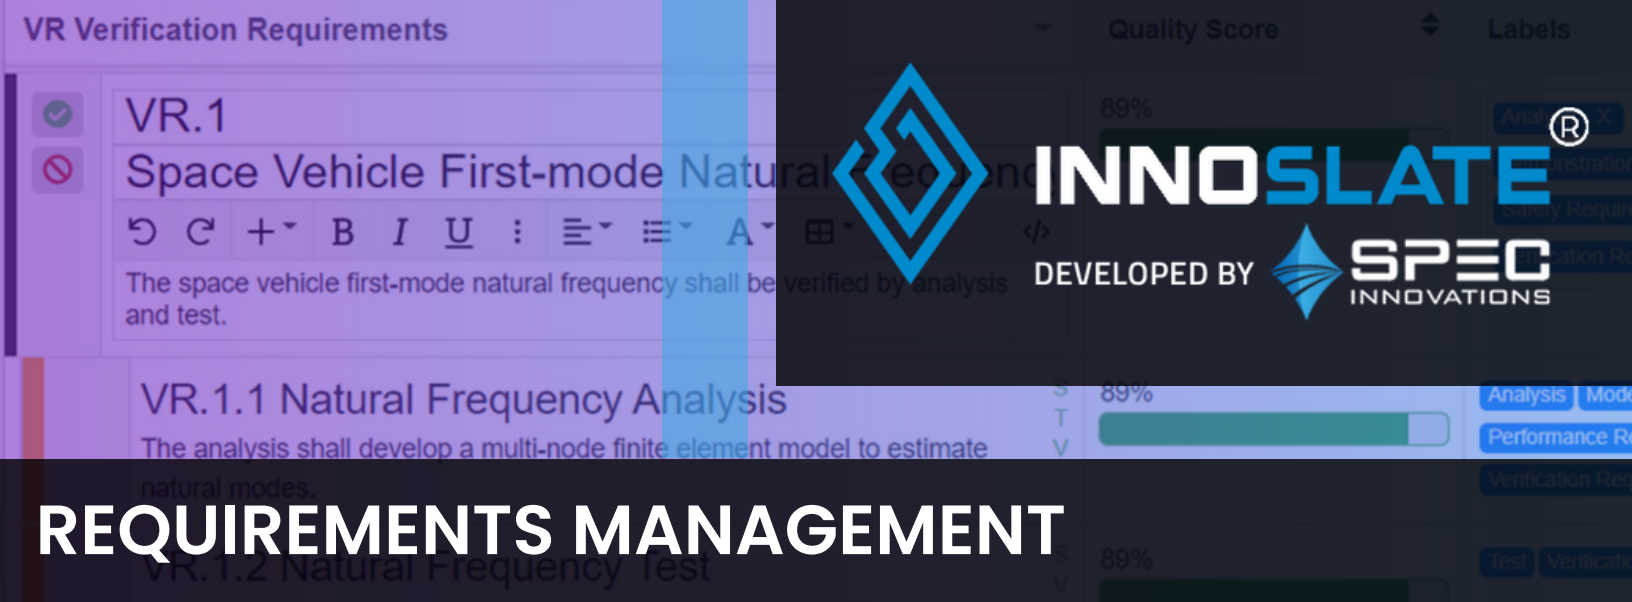 VR Verification Requirements
Quality Score
Labels
VR.1
89%
Space Vehicle First-mode Natural Frequenc
®
INNOSLATE
B I U A </>
DEVELOPED BY SPEC
INNOVATIONS
The space vehicle first-mode natural frequency shall be verified by analysis
and test.
VR.1.1 Natural Frequency Analysis
S
T
V
89%
Analysis
Performance
The analysis shall develop a multi-node finite element model to estimate
natural modes.
REQUIREMENTS MANAGEMENT
VR.1.2 Natural Frequency Test
S
V
89%
Test